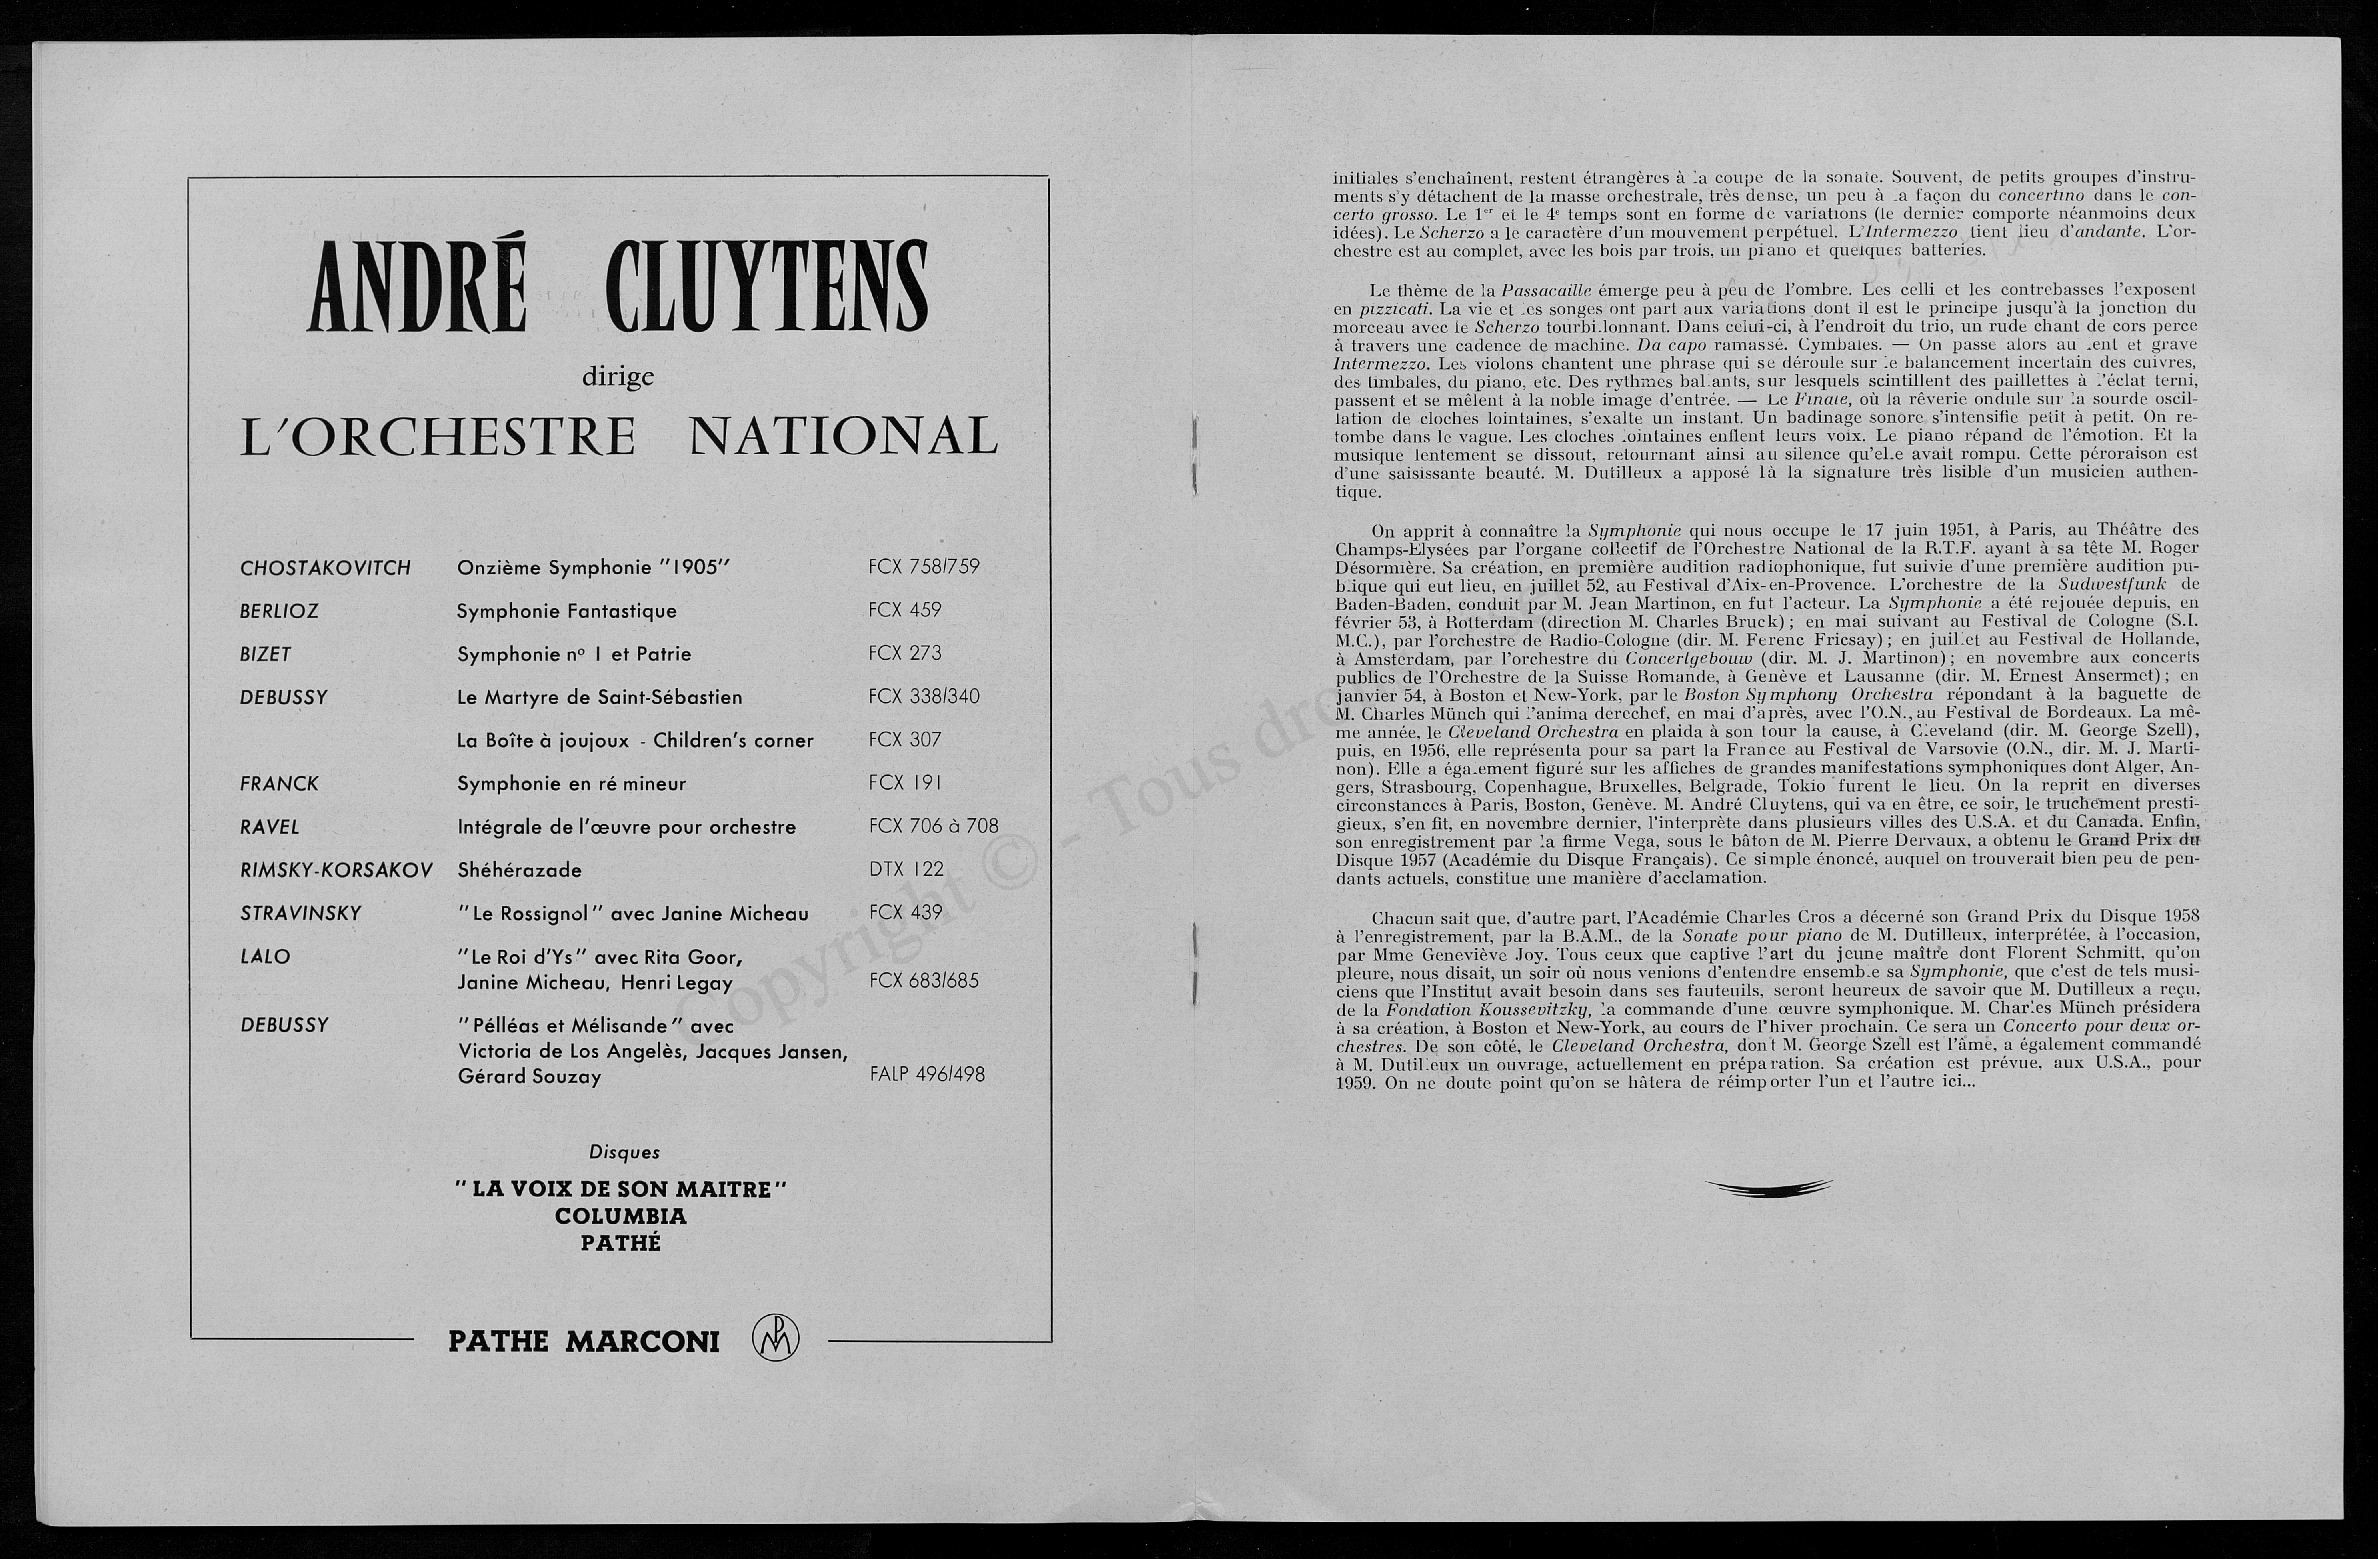 ANDRÉ CLUYTENS
dirige
L'ORCHESTRE NATIONAL
CHOSTAKOVITCH Onzième Symphonie "1905" FCX 758/759
BERLIOZ Symphonie Fantastique FCX 459
BIZET Symphonie nº 1 et Patrie FCX 273
DEBUSSY Le Martyre de Saint-Sébastien FCX 338/340
La Boîte à joujoux - Children's corner FCX 307
FRANCK Symphonie en ré mineur FCX 191
RAVEL Intégrale de l'œuvre pour orchestre FCX 706 à 708
RIMSKY-KORSAKOV Shéhérazade DTX 122
STRAVINSKY "Le Rossignol" avec Janine Micheau FCX 439
LALO "Le Roi d'Ys" avec Rita Goor,
Janine Micheau, Henri Legay FCX 683/685
DEBUSSY "Pélléas et Mélisande" avec
Victoria de Los Angelès, Jacques Jansen,
Gérard Souzay FALP 496/498
Disques
"LA VOIX DE SON MAITRE"
COLUMBIA
PATHÉ
PATHE MARCONI
initiales s'enchaînent, restent étrangères à la coupe de la sonate. Souvent, de petits groupes d'instru-
ments s'y détachent de la masse orchestrale, très dense, un peu à la façon du concertino dans le con-
certo grosso. Le 1er et le 4e temps sont en forme de variations (le dernier comporte néanmoins deux
idées). Le Scherzo a le caractère d'un mouvement perpétuel. L'Intermezzo tient lieu d'andante. L'or-
chestre est au complet, avec les bois par trois, un piano et quelques batteries.
Le thème de la Passacaille émerge peu à peu de l'ombre. Les celli et les contrebasses l'exposent
en pizzicati. La vie et les songes ont part aux variations dont il est le principe jusqu'à la jonction du
morceau avec le Scherzo tourbillonnant. Dans celui-ci, à l'endroit du trio, un rude chant de cors perce
à travers une cadence de machine. Da capo ramassé. Cymbales. — On passe alors au lent et grave
Intermezzo. Les violons chantent une phrase qui se déroule sur le balancement incertain des cuivres,
des timbales, du piano, etc. Des rythmes balants, sur lesquels scintillent des paillettes à l'éclat terni,
passent et se mêlent à la noble image d'entrée. — Le Finale, où la rêverie ondule sur la sourde oscil-
lation de cloches lointaines, s'exalte un instant. Un badinage sonore s'intensifie petit à petit. On re-
tombe dans le vague. Les cloches lointaines enflent leurs voix. Le piano répand de l'émotion. Et la
musique lentement se dissout, retournant ainsi au silence qu'elle avait rompu. Cette péroraison est
d'une saisissante beauté. M. Dutilleux a apposé là la signature très lisible d'un musicien authen-
tique.
On apprit à connaître la Symphonie qui nous occupe le 17 juin 1951, à Paris, au Théâtre des
Champs-Elysées par l'organe collectif de l'Orchestre National de la R.T.F. ayant à sa tête M. Roger
Désormière. Sa création, en première audition radiophonique, fut suivie d'une première audition pu-
blique qui eut lieu, en juillet 52, au Festival d'Aix-en-Provence. L'orchestre de la Sudwestfunk de
Baden-Baden, conduit par M. Jean Martinon, en fut l'acteur. La Symphonie a été rejouée depuis, en
février 53, à Rotterdam (direction M. Charles Bruck) ; en mai suivant au Festival de Cologne (S.I.
M.C.), par l'orchestre de Radio-Cologne (dir. M. Ferenc Fricsay) ; en juillet au Festival de Hollande,
à Amsterdam, par l'orchestre du Concertgebouw (dir. M. J. Martinon) ; en novembre aux concerts
publics de l'Orchestre de la Suisse Romande, à Genève et Lausanne (dir. M. Ernest Ansermet) ; en
janvier 54, à Boston et New-York, par le Boston Symphony Orchestra répondant à la baguette de
M. Charles Münch qui l'anima derechef, en mai d'après, avec l'O.N., au Festival de Bordeaux. La mê-
me année, le Cleveland Orchestra en plaida à son tour la cause, à Cleveland (dir. M. George Szell),
puis, en 1956, elle représenta pour sa part la France au Festival de Varsovie (O.N., dir. M. J. Marti-
non). Elle a également figuré sur les affiches de grandes manifestations symphoniques dont Alger, An-
gers, Strasbourg, Copenhague, Bruxelles, Belgrade, Tokio furent le lieu. On la reprit en diverses
circonstances à Paris, Boston, Genève. M. André Cluytens, qui va en être, ce soir, le truchement presti-
gieux, s'en fit, en novembre dernier, l'interprète dans plusieurs villes des U.S.A. et du Canada. Enfin,
son enregistrement par la firme Vega, sous le bâton de M. Pierre Dervaux, a obtenu le Grand Prix du
Disque 1957 (Académie du Disque Français). Ce simple énoncé, auquel on trouverait bien peu de pen-
dants actuels, constitue une manière d'acclamation.
Chacun sait que, d'autre part, l'Académie Charles Cros a décerné son Grand Prix du Disque 1958
à l'enregistrement, par la B.A.M., de la Sonate pour piano de M. Dutilleux, interprétée, à l'occasion,
par Mme Geneviève Joy. Tous ceux que captive l'art du jeune maître dont Florent Schmitt, qu'on
pleure, nous disait, un soir où nous venions d'entendre ensemble sa Symphonie, que c'est de tels musi-
ciens que l'Institut avait besoin dans ses fauteuils, seront heureux de savoir que M. Dutilleux a reçu,
de la Fondation Koussevitzky, la commande d'une œuvre symphonique. M. Charles Münch présidera
à sa création, à Boston et New-York, au cours de l'hiver prochain. Ce sera un Concerto pour deux or-
chestres. De son côté, le Cleveland Orchestra, dont M. George Szell est l'âme, a également commandé
à M. Dutilleux un ouvrage, actuellement en préparation. Sa création est prévue, aux U.S.A., pour
1959. On ne doute point qu'on se hâtera de réimporter l'un et l'autre ici...
Copyright © - Tous dro